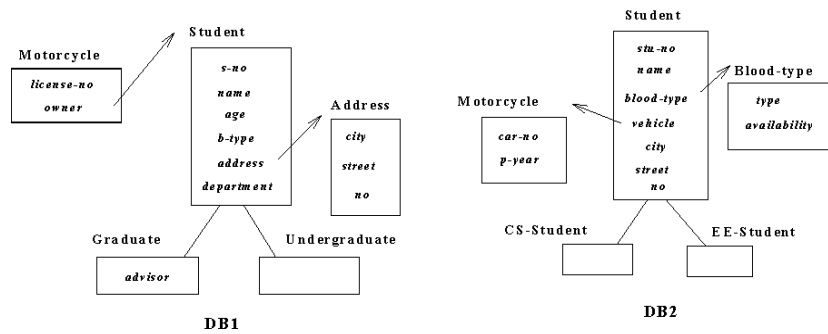 Student
Motorcycle
license-no
owner
s-no
name
age
b-type
address
department
Address
city
street
no
Graduate
advisor
Undergraduate
DB1
Student
stu-no
name
blood-type
vehicle
city
street
no
Blood-type
type
availability
Motorcycle
car-no
p-year
CS-Student
EE-Student
DB2